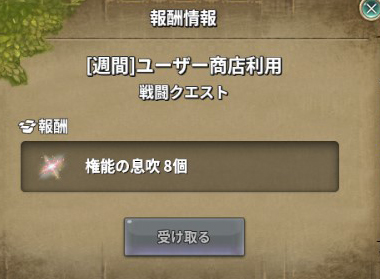 報酬情報
[週間]ユーザー商店利用
戦闘クエスト
報酬
権能の息吹 8個
受け取る